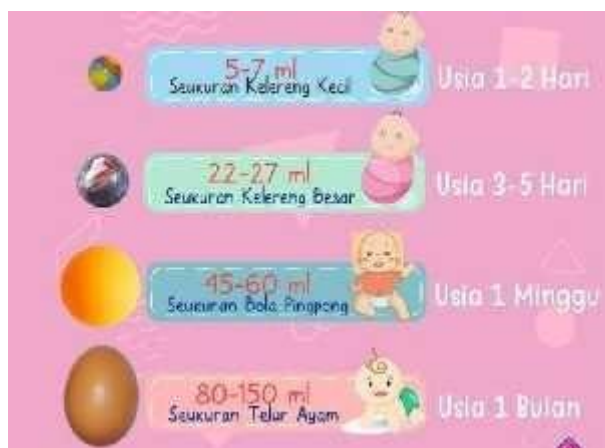 5-7 ml
Seukuran Kelereng Kecil
Usia 1-2 Hari
22-27 ml
Seukuran Kelereng Besar
Usia 3-5 Hari
45-60 ml
Seukuran Bola Pingpong
Usia 1 Minggu
80-150 ml
Seukuran Telur Ayam
Usia 1 Bulan